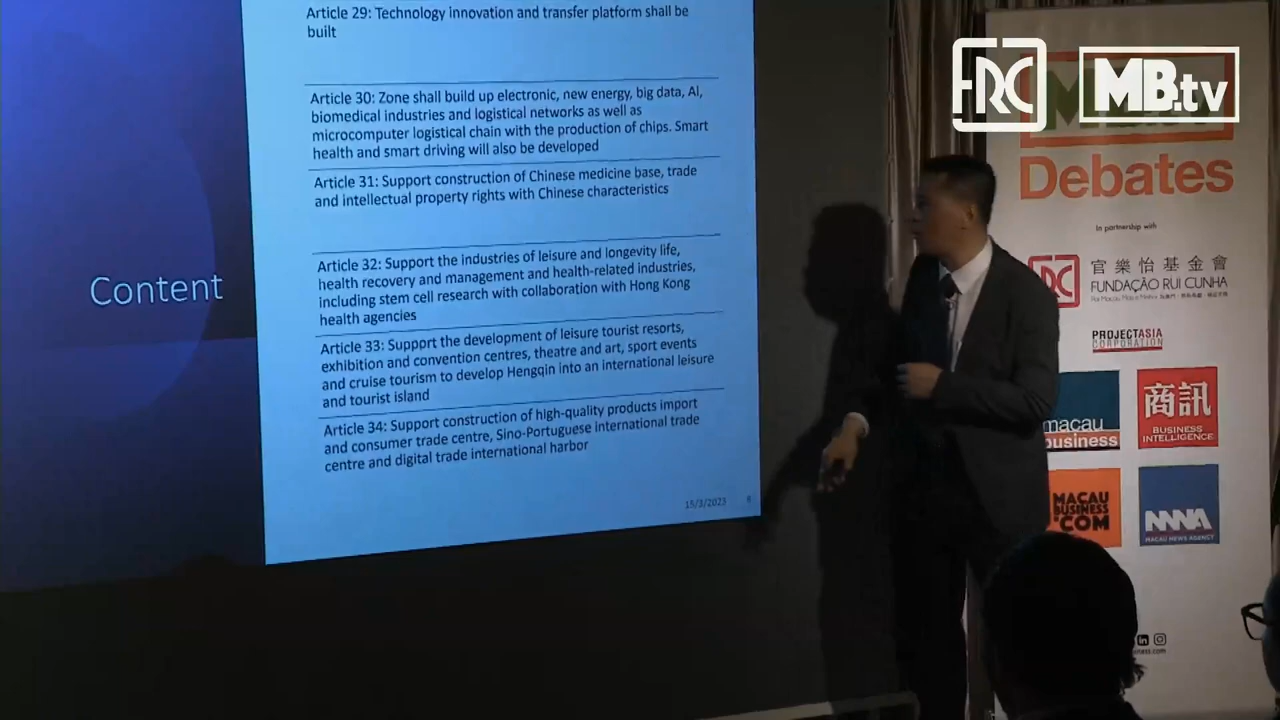 Content
Article 29: Technology innovation and transfer platform shall be
built
Article 30: Zone shall build up electronic, new energy, big data, AI,
biomedical industries and logistical networks as well as
microcomputer logistical chain with the production of chips. Smart
health and smart driving will also be developed
Article 31: Support construction of Chinese medicine base, trade
and intellectual property rights with Chinese characteristics
Article 32: Support the industries of leisure and longevity life,
health recovery and management and health-related industries,
including stem cell research with collaboration with Hong Kong
health agencies
Article 33: Support the development of leisure tourist resorts,
exhibition and convention centres, theatre and art, sport events
and cruise tourism to develop Hengqin into an international leisure
and tourist island
Article 34: Support construction of high-quality products import
and consumer trade centre, Sino-Portuguese international trade
centre and digital trade international harbor
15/3/2023
FRC
MB.tv
Debates
In partnership with
官樂怡基金會
FUNDAÇÃO RUI CUNHA
PROJECTASIA
CORPORATION
macau
business
商訊
BUSINESS
INTELLIGENCE
MACAU
BUSINESS
.COM
MNA
MACAU NEWS AGENCY